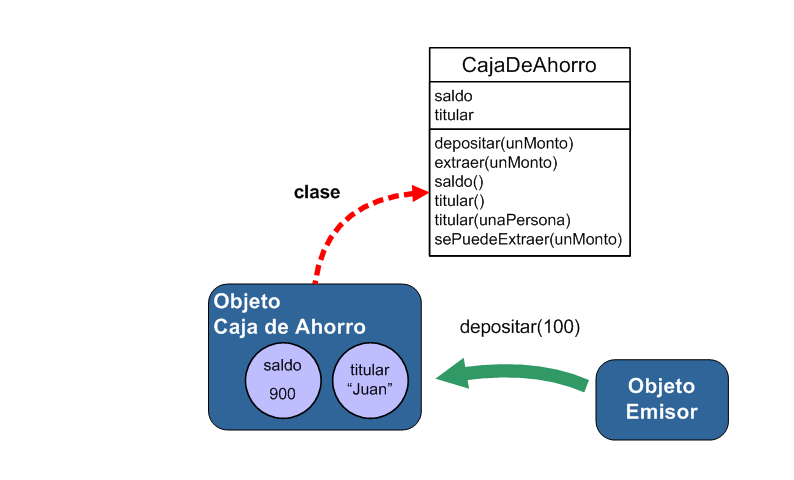 CajaDeAhorro
saldo
titular
depositar(unMonto)
extraer(unMonto)
saldo()
titular()
titular(unaPersona)
sePuedeExtraer(unMonto)
clase
Objeto
Caja de Ahorro
saldo
900
titular
“Juan”
depositar(100)
Objeto
Emisor